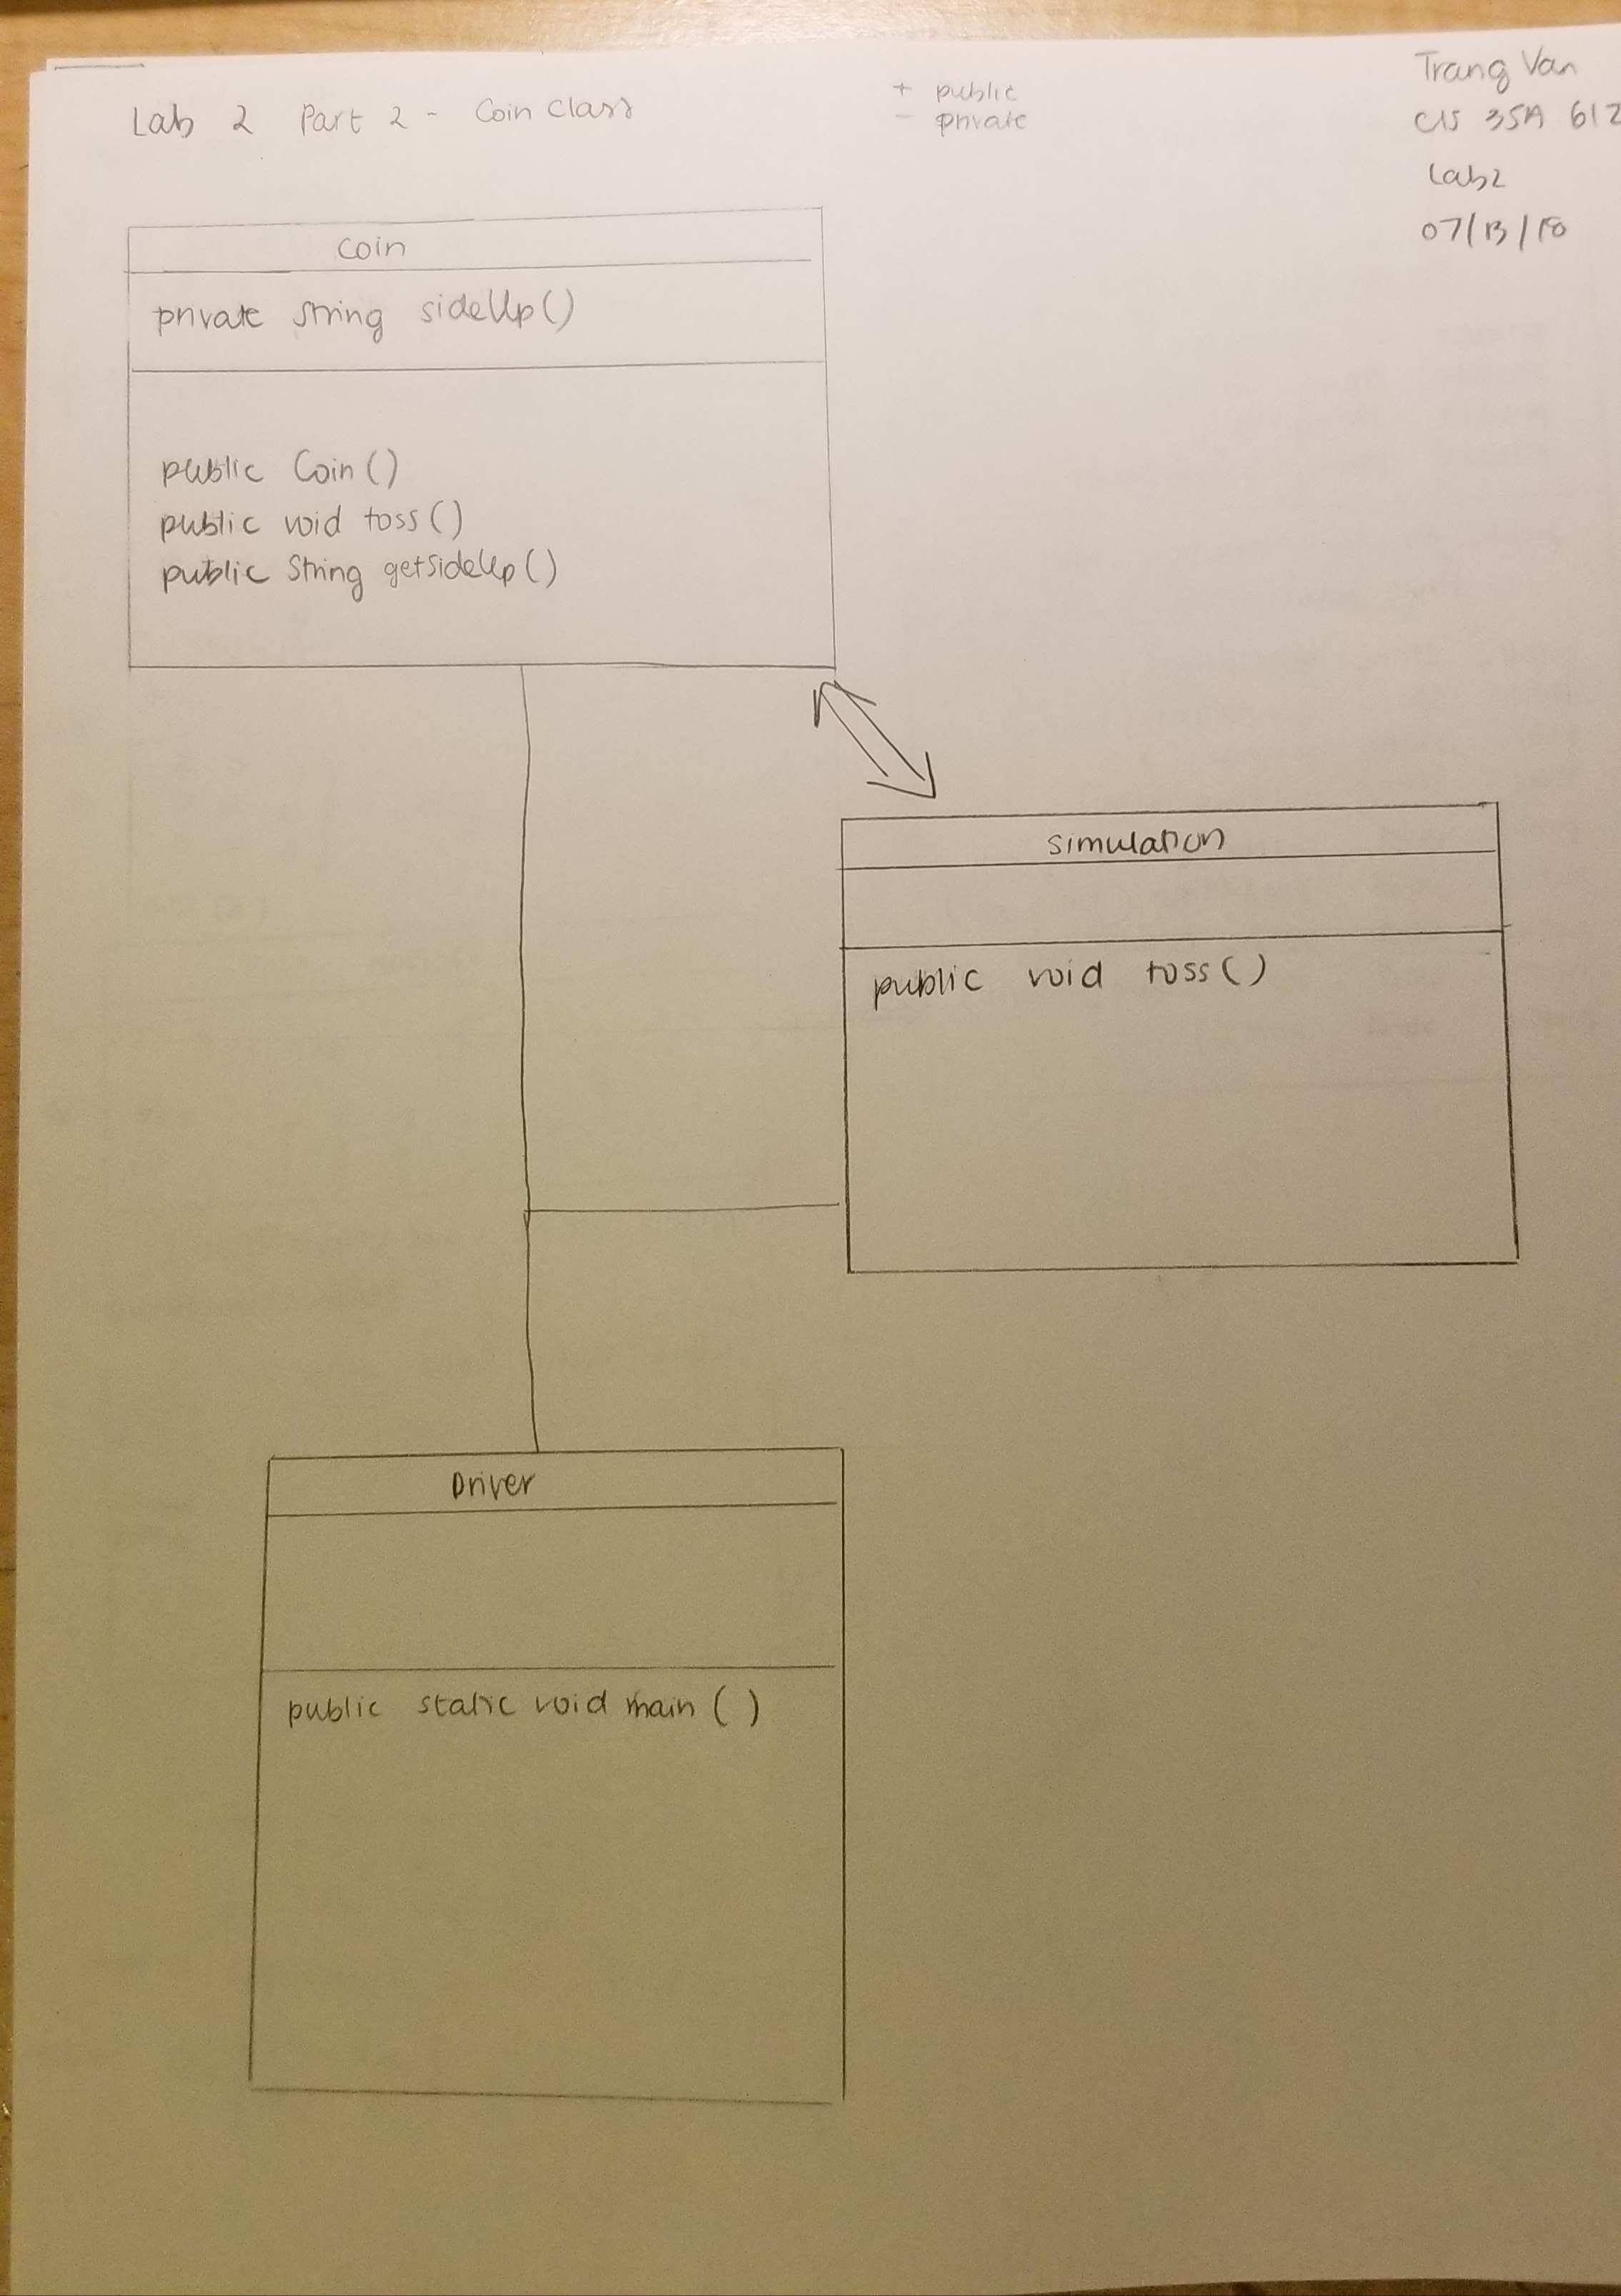 Lab 2 Part 2 - Coin Class
+ public
- private
Trang Van
CIS 35A 612
Lab2
07/13/18
Coin
private String sideUp()
public Coin()
public void toss()
public String getSideUp()
simulation
public void toss()
Driver
public static void main ( )